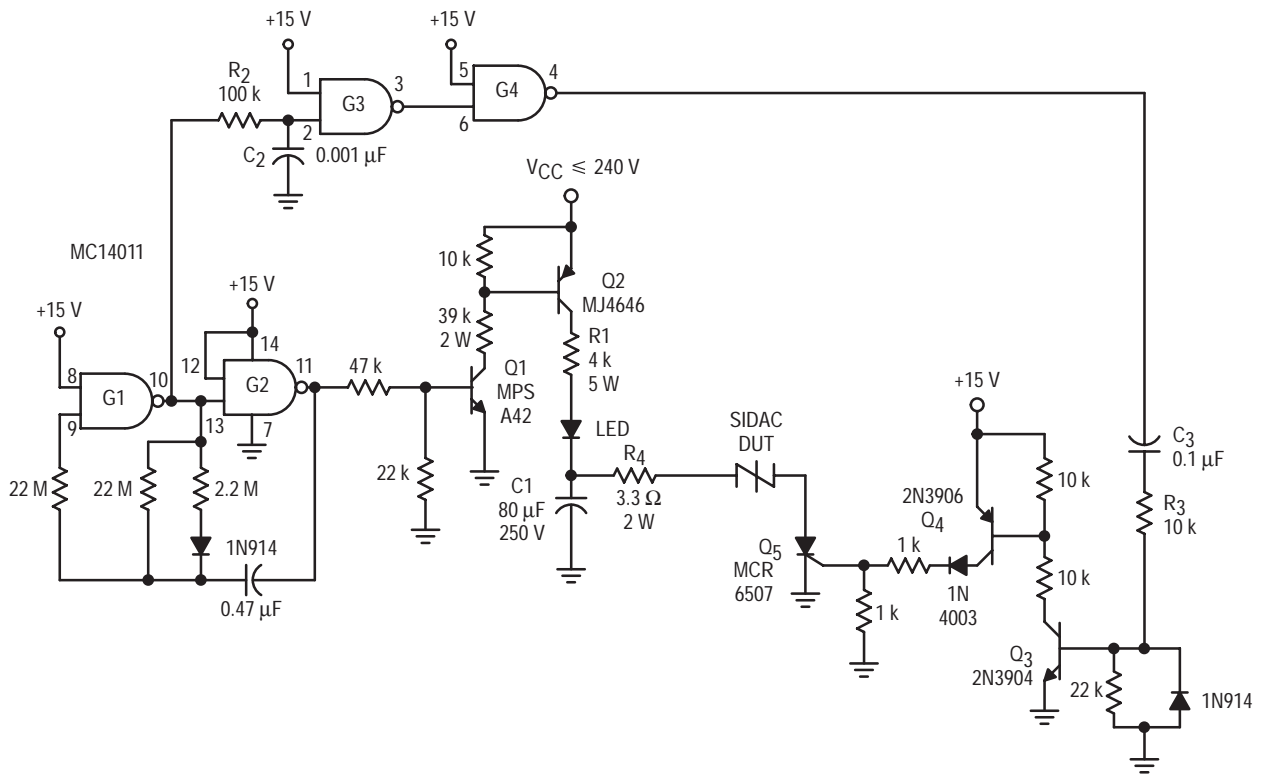 +15 V
+15 V
R2
100 k
1
G3
3
2
C2
0.001 μF
5
G4
4
6
VCC ≤ 240 V
MC14011
+15 V
+15 V
10 k
Q2
MJ4646
39 k
2 W
R1
4 k
5 W
8
G1
10
9
12
14
G2
11
13
7
47 k
Q1
MPS
A42
LED
22 k
22 M
22 M
2.2 M
1N914
0.47 μF
C1
80 μF
250 V
R4
3.3 Ω
2 W
SIDAC
DUT
+15 V
C3
0.1 μF
10 k
R3
10 k
2N3906
Q4
Q5
MCR
6507
1 k
1 k
1N
4003
10 k
Q3
2N3904
22 k
1N914